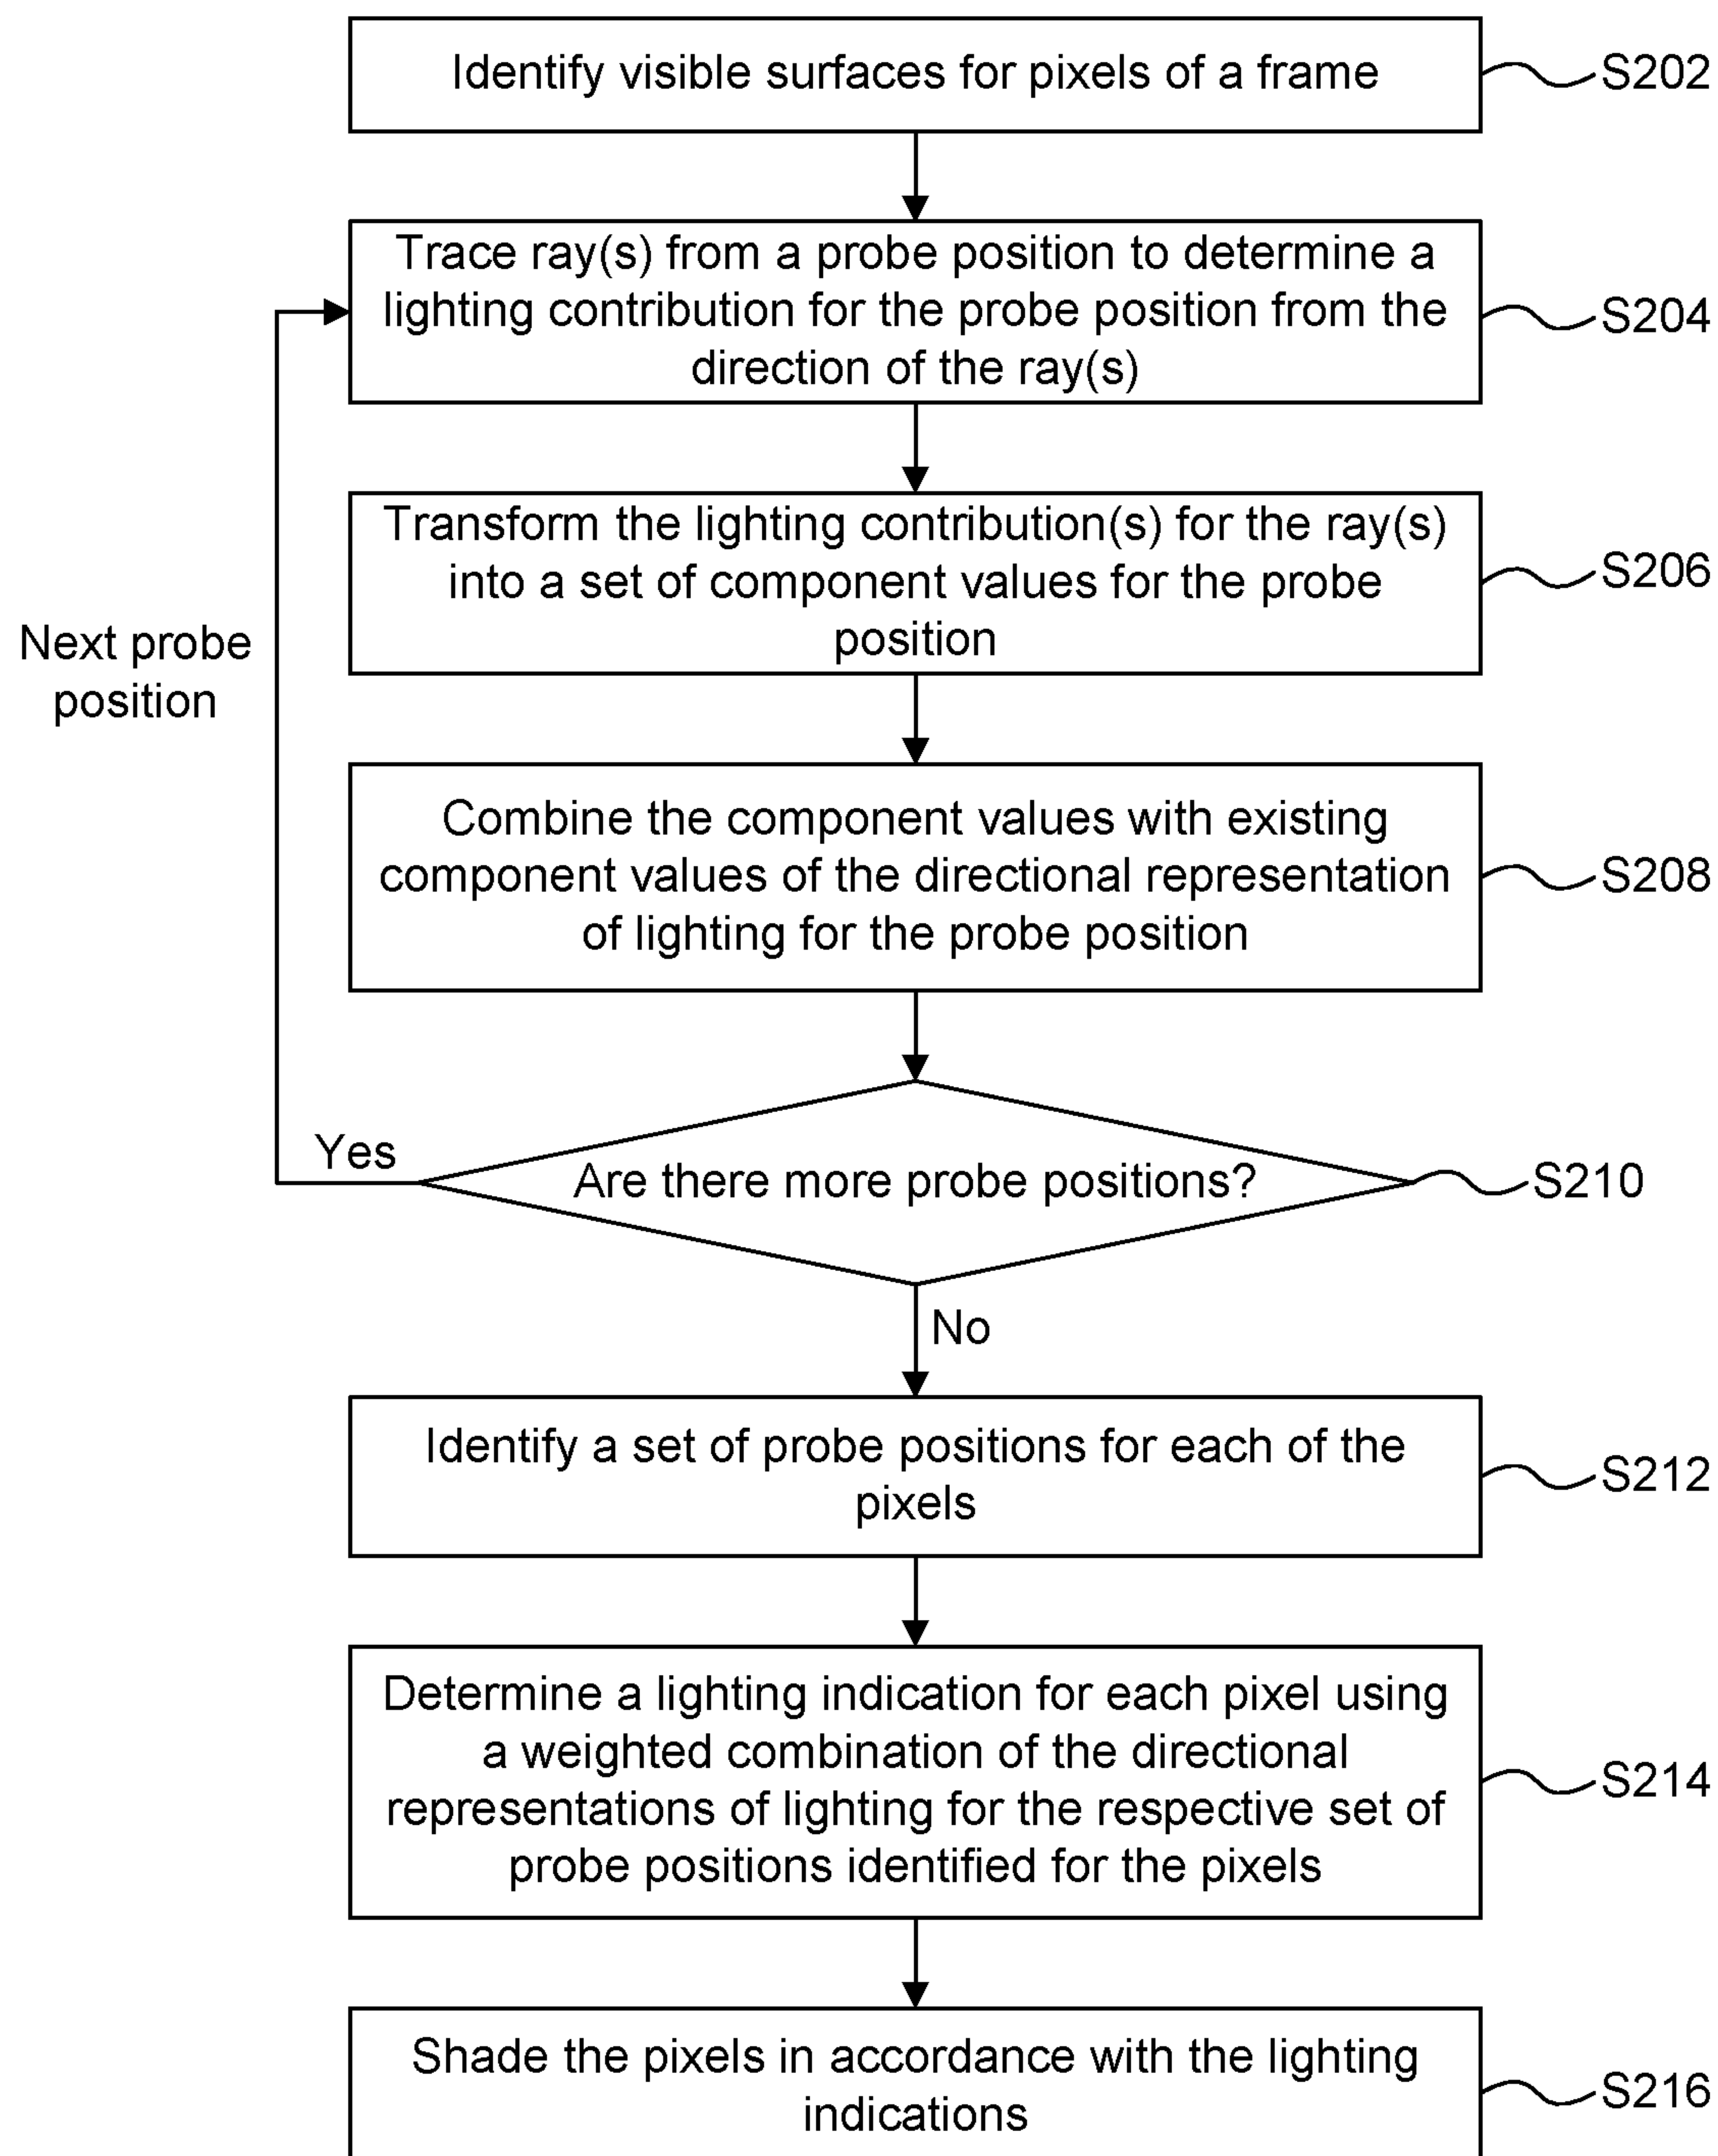 Identify visible surfaces for pixels of a frame
S202
Trace ray(s) from a probe position to determine a
lighting contribution for the probe position from the
direction of the ray(s)
S204
Transform the lighting contribution(s) for the ray(s)
into a set of component values for the probe
position
S206
Next probe
position
Combine the component values with existing
component values of the directional representation
of lighting for the probe position
S208
Yes
Are there more probe positions?
S210
No
Identify a set of probe positions for each of the
pixels
S212
Determine a lighting indication for each pixel using
a weighted combination of the directional
representations of lighting for the respective set of
probe positions identified for the pixels
S214
Shade the pixels in accordance with the lighting
indications
S216